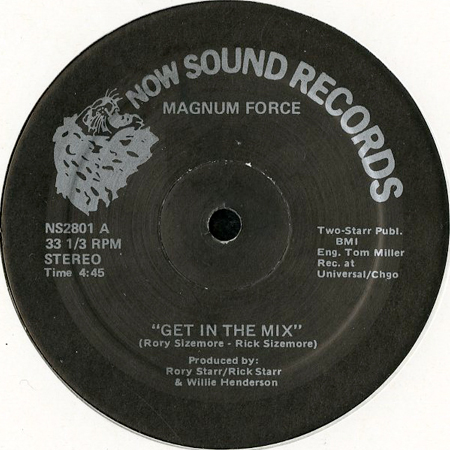 NOW SOUND RECORDS
MAGNUM FORCE
NS2801 A
33 1/3 RPM
STEREO
Time 4:45
Two-Starr Publ.
BMI
Eng. Tom Miller
Rec. at
Universal/Chgo
"GET IN THE MIX"
(Rory Sizemore - Rick Sizemore)
Produced by:
Rory Starr/Rick Starr
& Willie Henderson